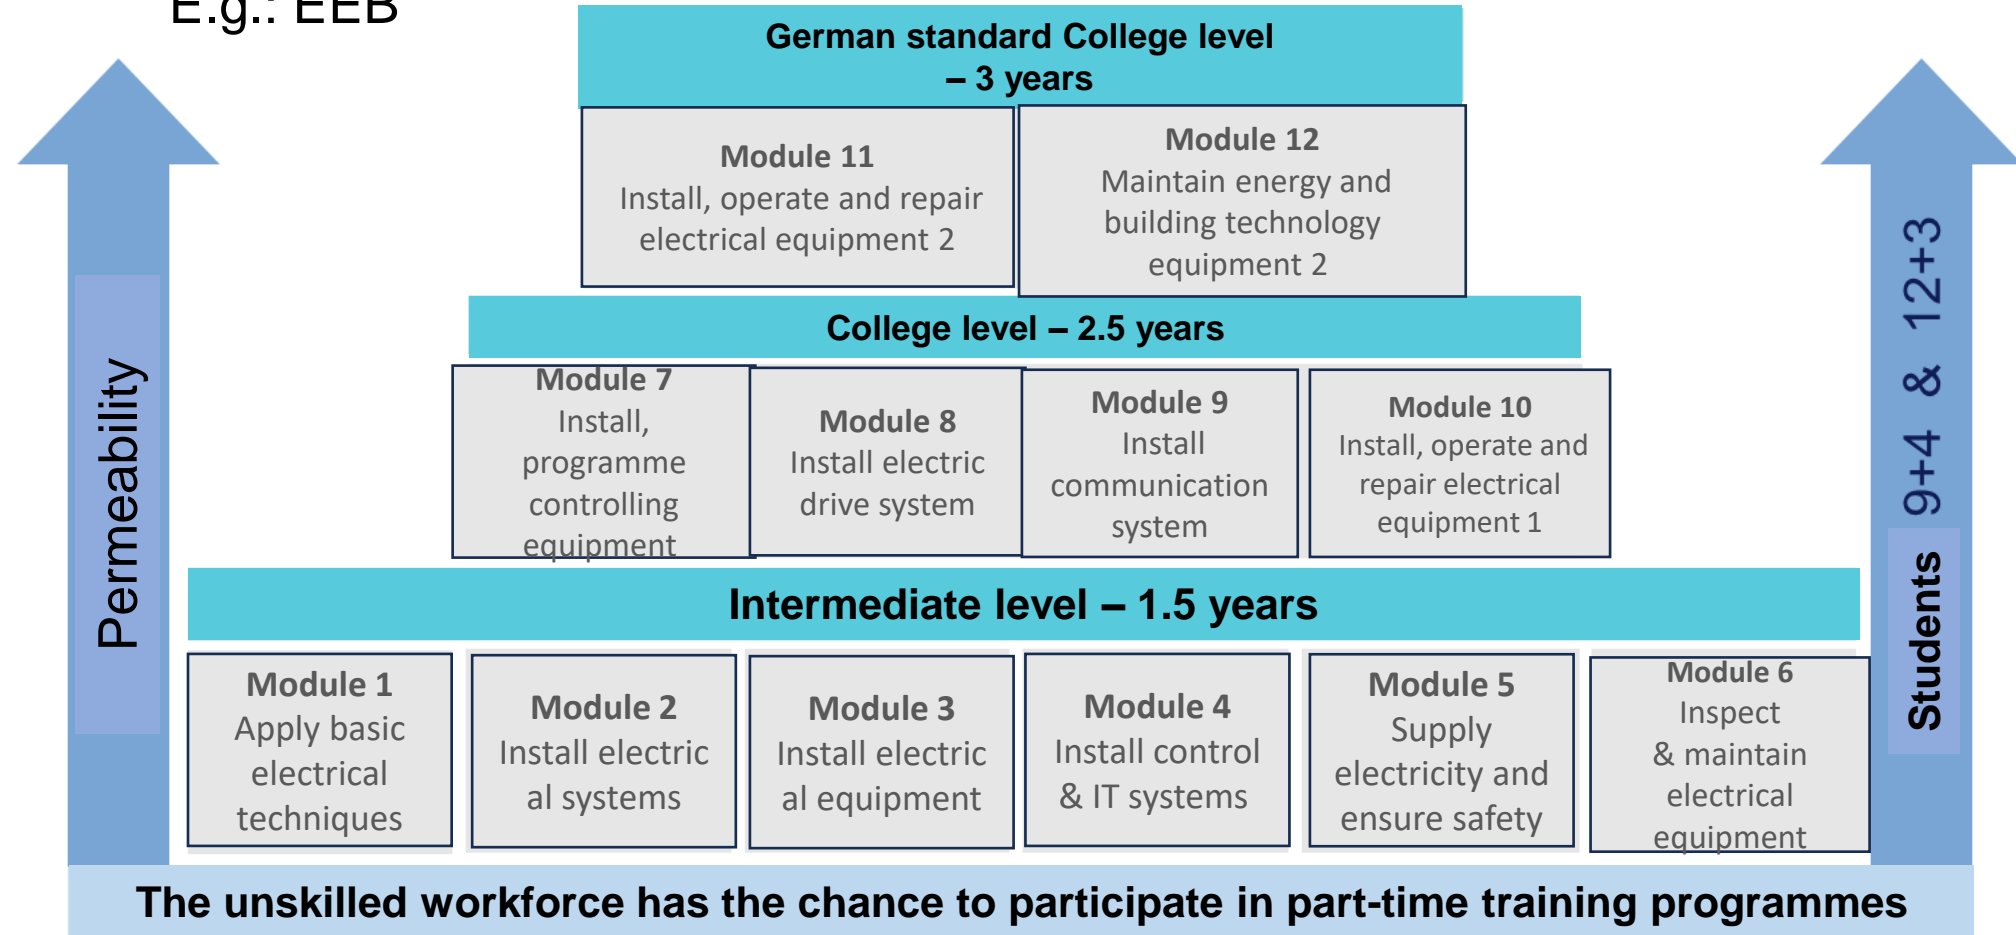 E.g.: EEB
German standard College level
– 3 years
Module 11
Install, operate and repair
electrical equipment 2
Module 12
Maintain energy and
building technology
equipment 2
College level – 2.5 years
Module 7
Install,
programme
controlling
equipment
Module 8
Install electric
drive system
Module 9
Install
communication
system
Module 10
Install, operate and
repair electrical
equipment 1
Intermediate level – 1.5 years
Module 1
Apply basic
electrical
techniques
Module 2
Install electric
al systems
Module 3
Install electric
al equipment
Module 4
Install control
& IT systems
Module 5
Supply
electricity and
ensure safety
Module 6
Inspect
& maintain
electrical
equipment
Permeability
Students 9+4 & 12+3
The unskilled workforce has the chance to participate in part-time training programmes